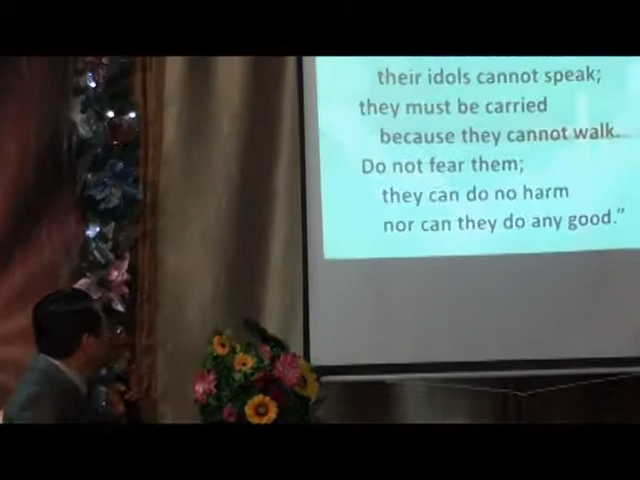 their idols cannot speak;
they must be carried
because they cannot walk.
Do not fear them;
they can do no harm
nor can they do any good.”